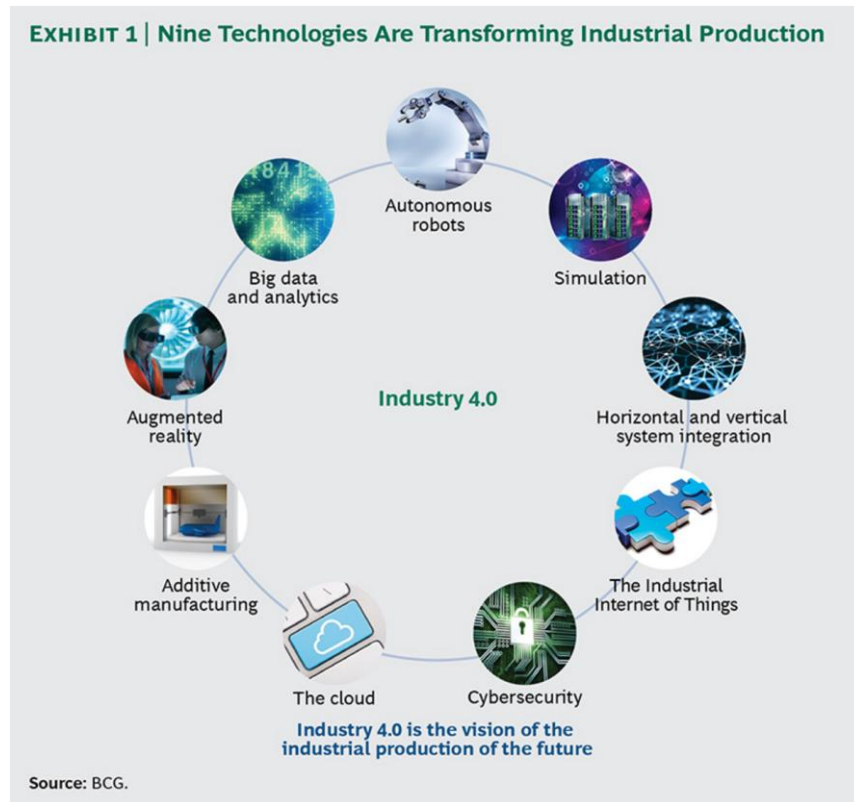 EXHIBIT 1 | Nine Technologies Are Transforming Industrial Production
Autonomous
robots
Simulation
Horizontal and vertical
system integration
The Industrial
Internet of Things
Cybersecurity
The cloud
Additive
manufacturing
Augmented
reality
Big data
and analytics
Industry 4.0
Industry 4.0 is the vision of the
industrial production of the future
Source: BCG.